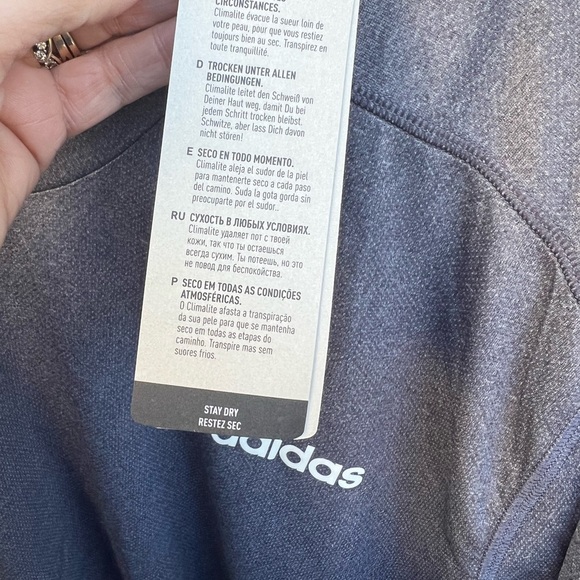 CIRCONSTANCES.
Climalite évacue la sueur loin de
votre peau, pour que vous restiez
toujours bien au sec. Transpirez en
toute tranquillité.
D TROCKEN UNTER ALLEN
BEDINGUNGEN.
Climalite leitet den Schweiß von
Deiner Haut weg, damit Du bei
jedem Schritt trocken bleibst.
Schwitze, aber lass Dich davon
nicht stören!
E SECO EN TODO MOMENTO.
Climalite aleja el sudor de la piel
para mantenerte seco a cada paso
del camino. Suda la gota gorda sin
preocuparte por el sudor..
RU СУХОСТЬ В ЛЮБЫХ УСЛОВИЯХ.
Climalite удаляет пот с твоей
кожи, так что ты остаешься
всегда сухим. Ты потеешь, но это
не повод для беспокойства.
P SECO EM TODAS AS CONDIÇÕES
ATMOSFÉRICAS.
O Climalite afasta a transpiração
da sua pele para que se mantenha
seco em todas as etapas do
caminho. Transpire mas sem
suores frios.
STAY DRY
RESTEZ SEC
adidas